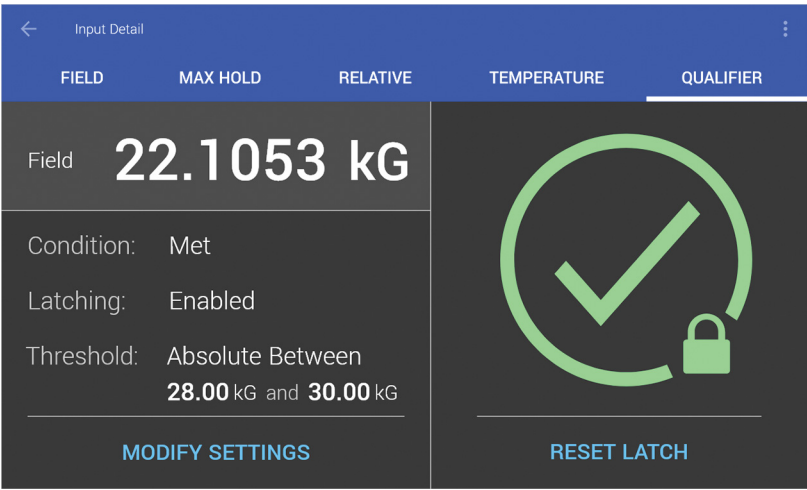 Input Detail
FIELD MAX HOLD RELATIVE TEMPERATURE QUALIFIER
Field 22.1053 kG
Condition: Met
Latching: Enabled
Threshold: Absolute Between
28.00 kG and 30.00 kG
MODIFY SETTINGS
RESET LATCH